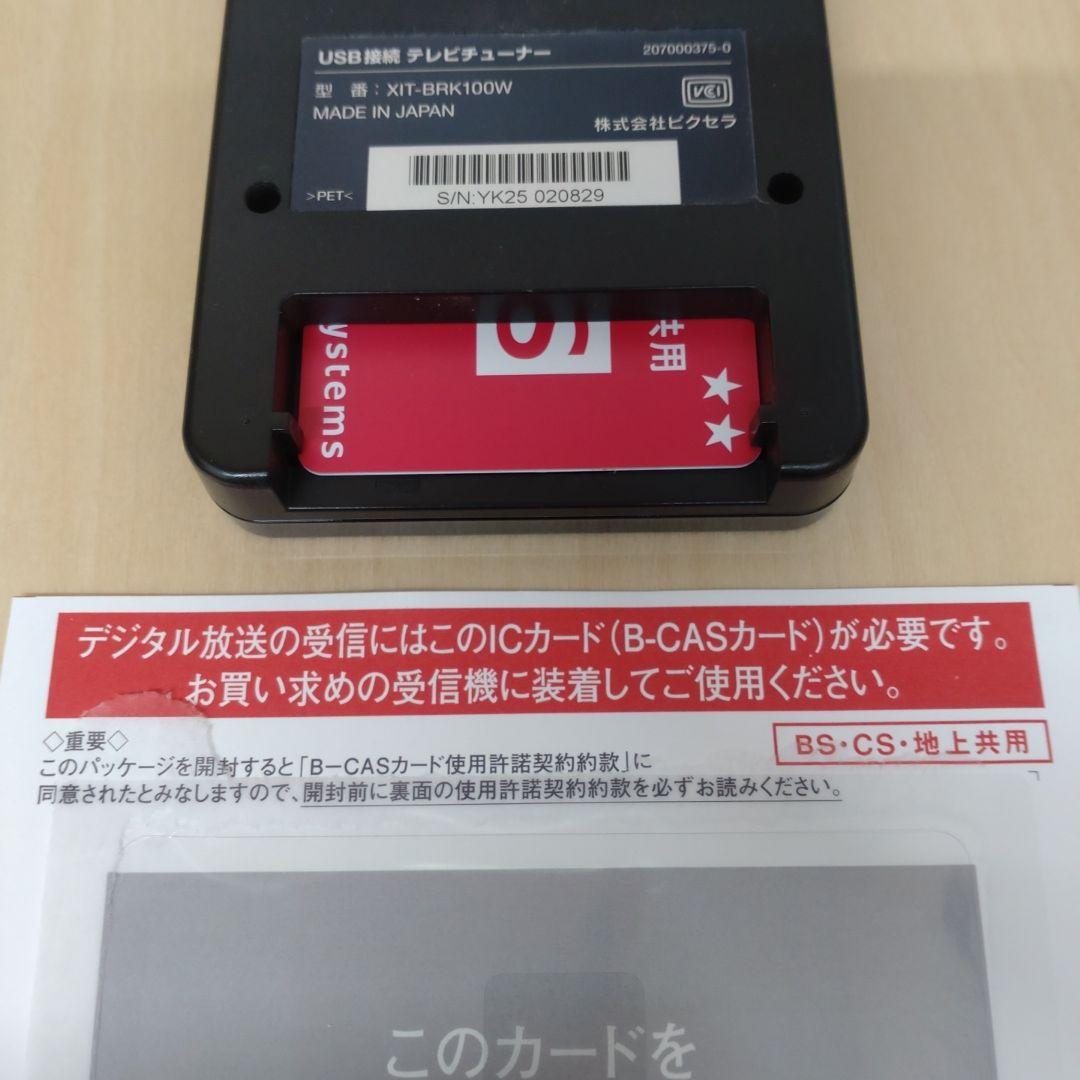 USB接続 テレビチューナー 207000375-0
型 番：XIT-BRK100W
MADE IN JAPAN
VCCI
株式会社ピクセラ
>PET<
S/N:YK25 020829
共用
★★
S
ystems
デジタル放送の受信にはこのICカード（B-CASカード）が必要です。
お買い求めの受信機に装着してご使用ください。
◇重要◇
BS・CS・地上共用
このパッケージを開封すると「B−CASカード使用許諾契約約款」に
同意されたとみなしますので、開封前に裏面の使用許諾契約約款を必ずお読みください。
このカードを